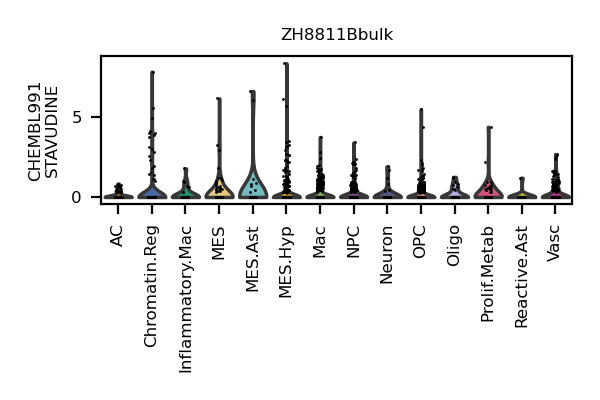 ZH8811Bbulk
CHEMBL991
STAVUDINE
5
0
AC
Chromatin.Reg
Inflammatory.Mac
MES
MES.Ast
MES.Hyp
Mac
NPC
Neuron
OPC
Oligo
Prolif.Metab
Reactive.Ast
Vasc